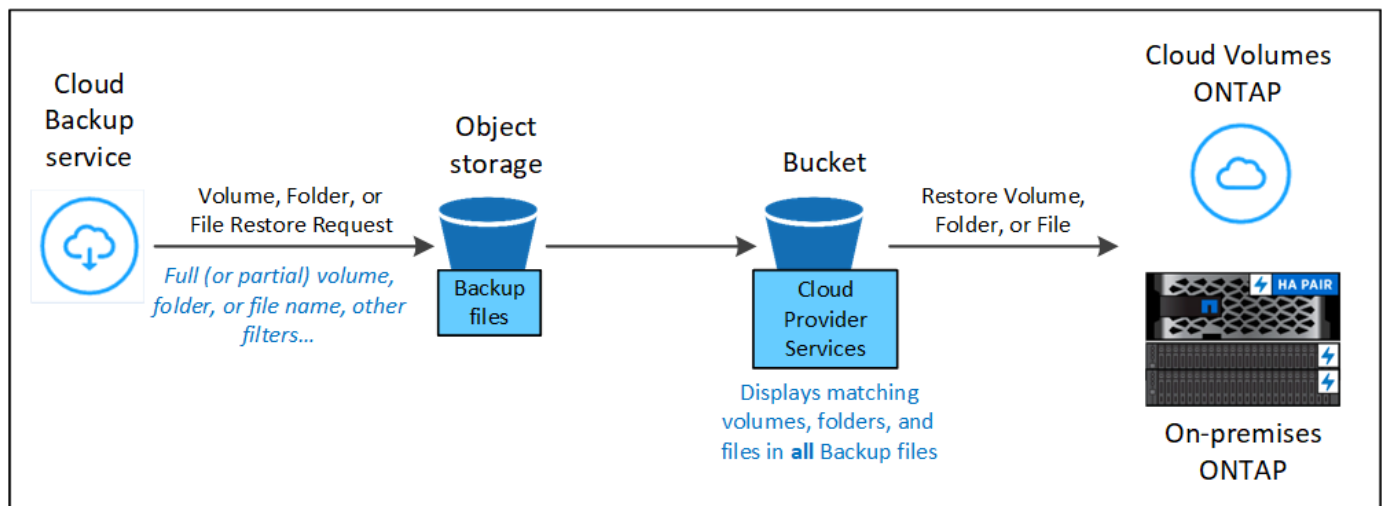 Cloud
Backup
service
Volume, Folder, or
File Restore Request
Full (or partial) volume,
folder, or file name, other
filters...
Object
storage
Backup
files
Bucket
Cloud
Provider
Services
Displays matching
volumes, folders, and
files in all Backup files
Restore Volume,
Folder, or File
Cloud Volumes
ONTAP
HA PAIR
On-premises
ONTAP